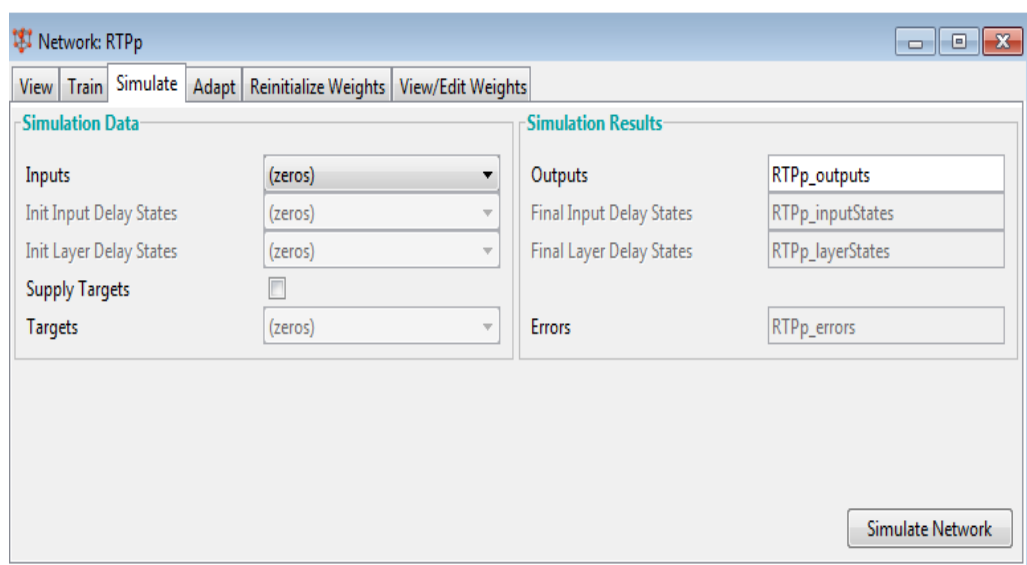 Network: RTPp
View Train Simulate Adapt Reinitialize Weights View/Edit Weights
Simulation Data Simulation Results
Inputs (zeros) Outputs RTPp_outputs
Init Input Delay States (zeros) Final Input Delay States RTPp_inputStates
Init Layer Delay States (zeros) Final Layer Delay States RTPp_layerStates
Supply Targets
Targets (zeros) Errors RTPp_errors
Simulate Network